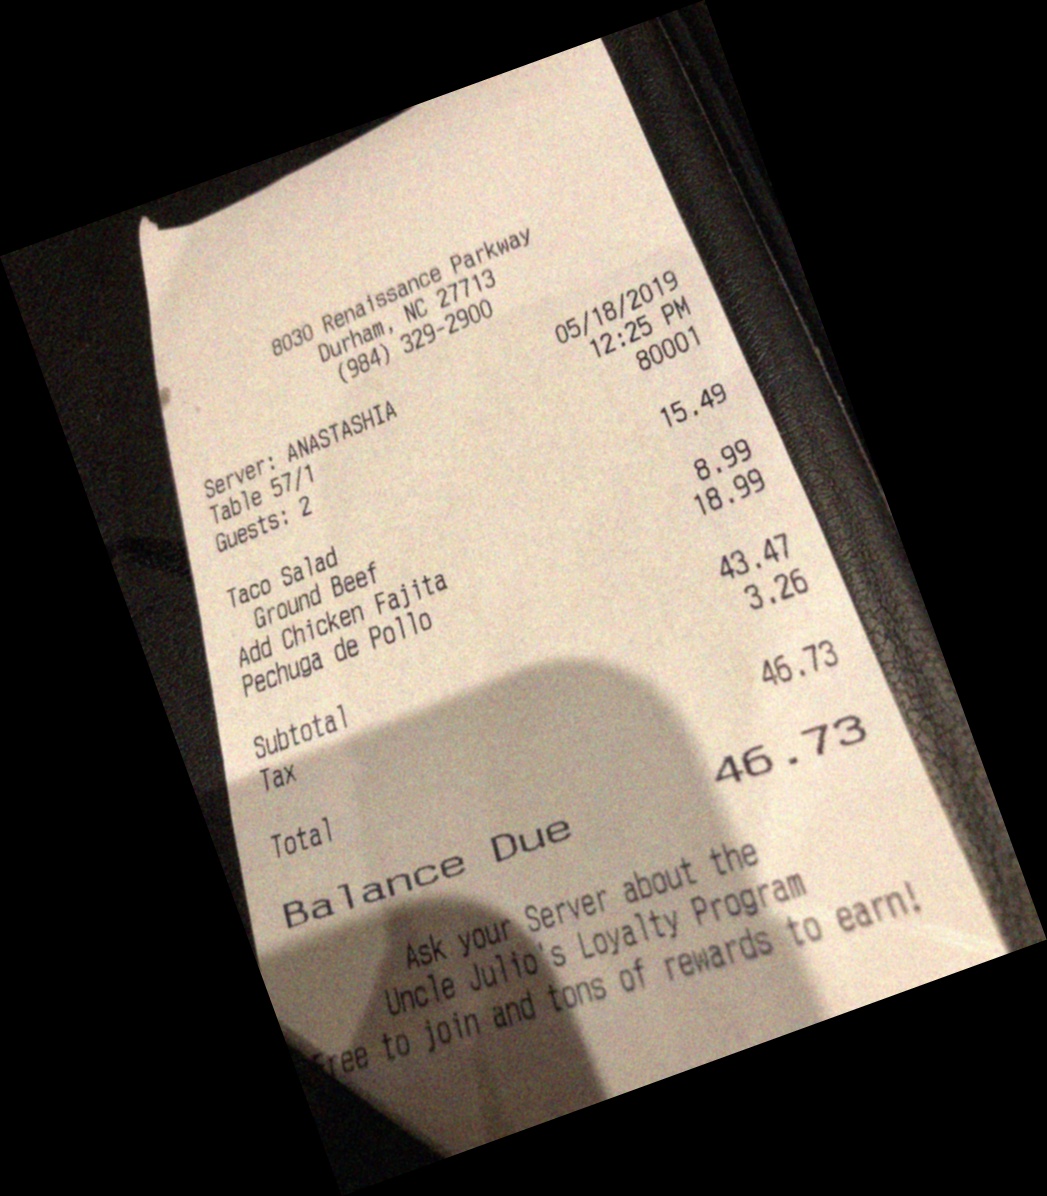 8030 Renaissance Parkway
Durham, NC 27713
(984) 329-2900
Server: ANASTASHIA 05/18/2019
Table 57/1 12:25 PM
Guests: 2 80001
Taco Salad 15.49
Ground Beef
Add Chicken Fajita 8.99
Pechuga de Pollo 18.99
Subtotal 43.47
Tax 3.26
Total 46.73
Balance Due 46.73
Ask your Server about the
Uncle Julio's Loyalty Program
Free to join and tons of rewards to earn!